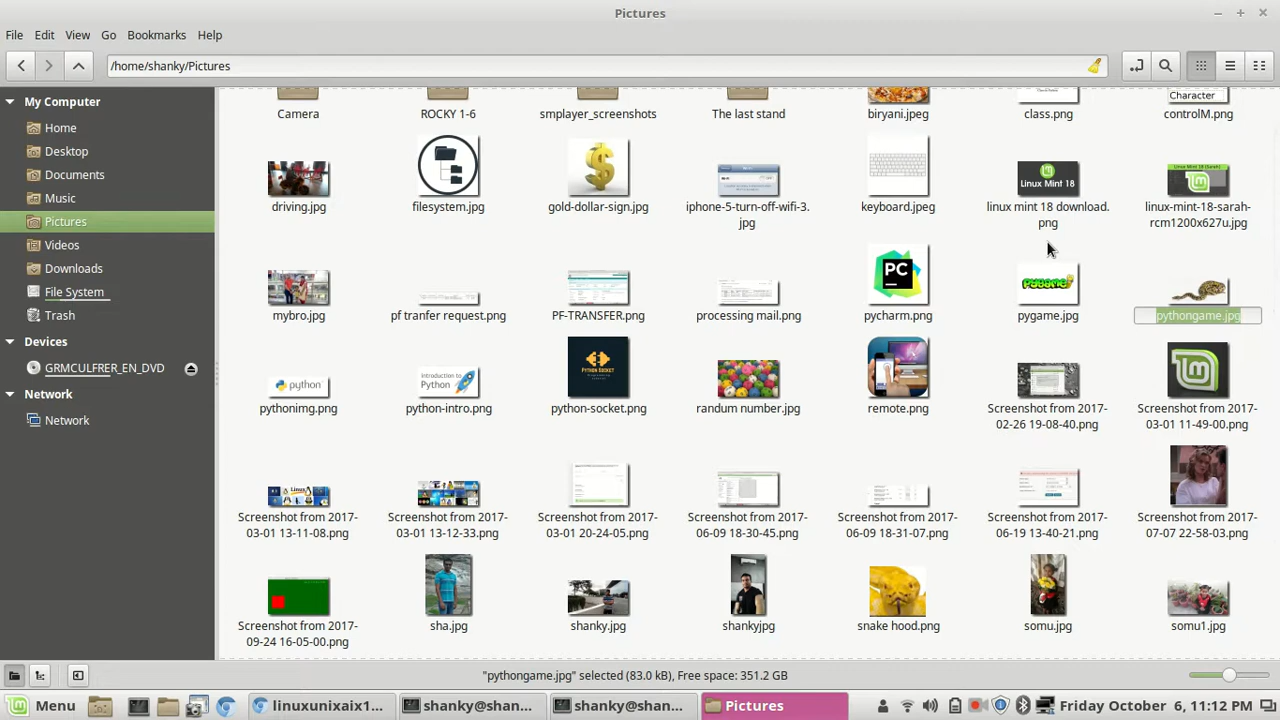 Pictures
File Edit View Go Bookmarks Help
/home/shanky/Pictures
My Computer
Home
Desktop
Documents
Music
Pictures
Videos
Downloads
File System
Trash
Devices
GRMCULFRER_EN_DVD
Network
Network
Character
Camera ROCKY 1-6 smplayer_screenshots The last stand biryani.jpeg class.png controlM.png
Linux Mint 18
driving.jpg filesystem.jpg gold-dollar-sign.jpg iphone-5-turn-off-wifi-3. keyboard.jpeg linux mint 18 download. linux-mint-18-sarah-
jpg png rcm1200x627u.jpg
PC
mybro.jpg pf tranfer request.png PF-TRANSFER.png processing mail.png pycharm.png pygame.jpg pythongame.jpg
python Introduction to
Python
pythonimg.png python-intro.png python-socket.png randum number.jpg remote.png Screenshot from 2017- Screenshot from 2017-
02-26 19-08-40.png 03-01 11-49-00.png
Screenshot from 2017- Screenshot from 2017- Screenshot from 2017- Screenshot from 2017- Screenshot from 2017- Screenshot from 2017- Screenshot from 2017-
03-01 13-11-08.png 03-01 13-12-33.png 03-01 20-24-05.png 06-09 18-30-45.png 06-09 18-31-07.png 06-19 13-40-21.png 07-07 22-58-03.png
Screenshot from 2017- sha.jpg shanky.jpg shankyjpg snake hood.png somu.jpg somu1.jpg
09-24 16-05-00.png
"pythongame.jpg" selected (83.0 kB), Free space: 351.2 GB
Menu linuxunixaix1... shanky@shan... shanky@shan... Pictures Friday October 6, 11:12 PM